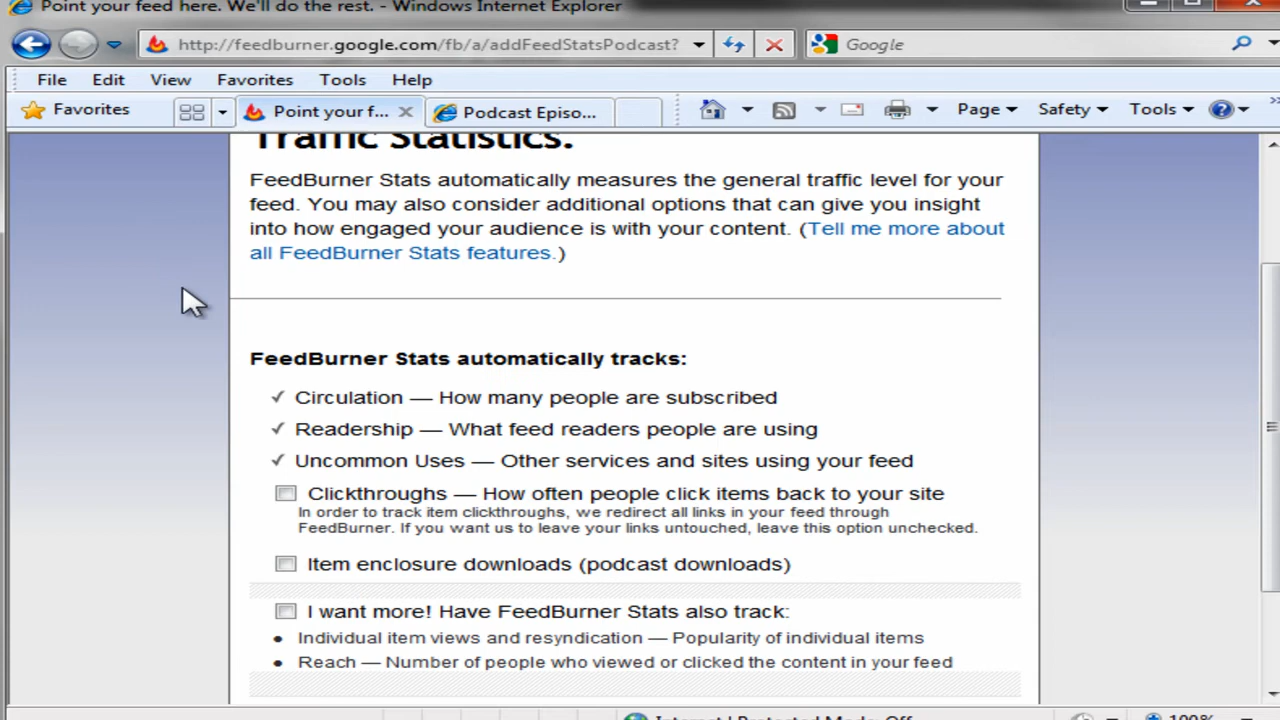 Point your feed here. We'll do the rest. - Windows Internet Explorer
http://feedburner.google.com/fb/a/addFeedStatsPodcast?
Google
File Edit View Favorites Tools Help
Favorites
Point your f...
Podcast Episo...
Page Safety Tools
Traffic Statistics.
FeedBurner Stats automatically measures the general traffic level for your
feed. You may also consider additional options that can give you insight
into how engaged your audience is with your content. (Tell me more about
all FeedBurner Stats features.)
FeedBurner Stats automatically tracks:
Circulation — How many people are subscribed
Readership — What feed readers people are using
Uncommon Uses — Other services and sites using your feed
Clickthroughs — How often people click items back to your site
In order to track item clickthroughs, we redirect all links in your feed through
FeedBurner. If you want us to leave your links untouched, leave this option unchecked.
Item enclosure downloads (podcast downloads)
I want more! Have FeedBurner Stats also track:
• Individual item views and resyndication — Popularity of individual items
• Reach — Number of people who viewed or clicked the content in your feed
Internet | Protected Mode: Off
100%